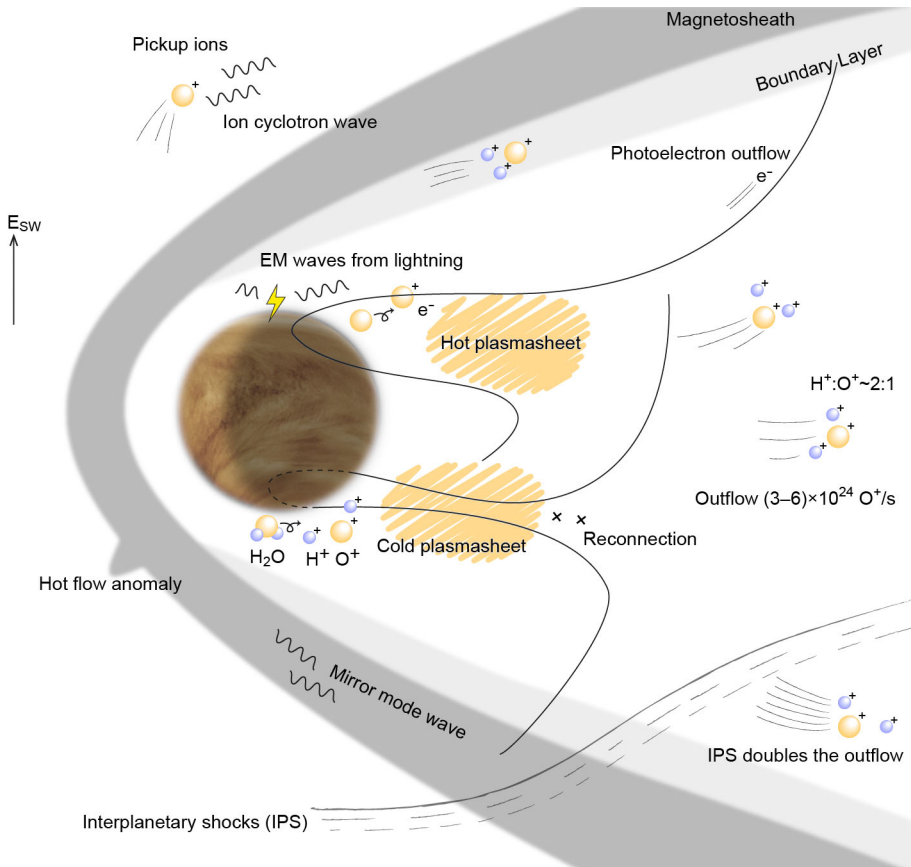 Magnetosheath
Pickup ions
+
Boundary Layer
Ion cyclotron wave
+
+
+
Photoelectron outflow
e⁻
E_SW
EM waves from lightning
+
e⁻
+
+
Hot plasmasheet
+
H⁺:O⁺~2:1
+
+
+
Outflow (3–6)×10²⁴ O⁺/s
+
+
+
× ×
Reconnection
Cold plasmasheet
H₂O
H⁺ O⁺
Hot flow anomaly
Mirror mode wave
+
+
+
IPS doubles the outflow
Interplanetary shocks (IPS)